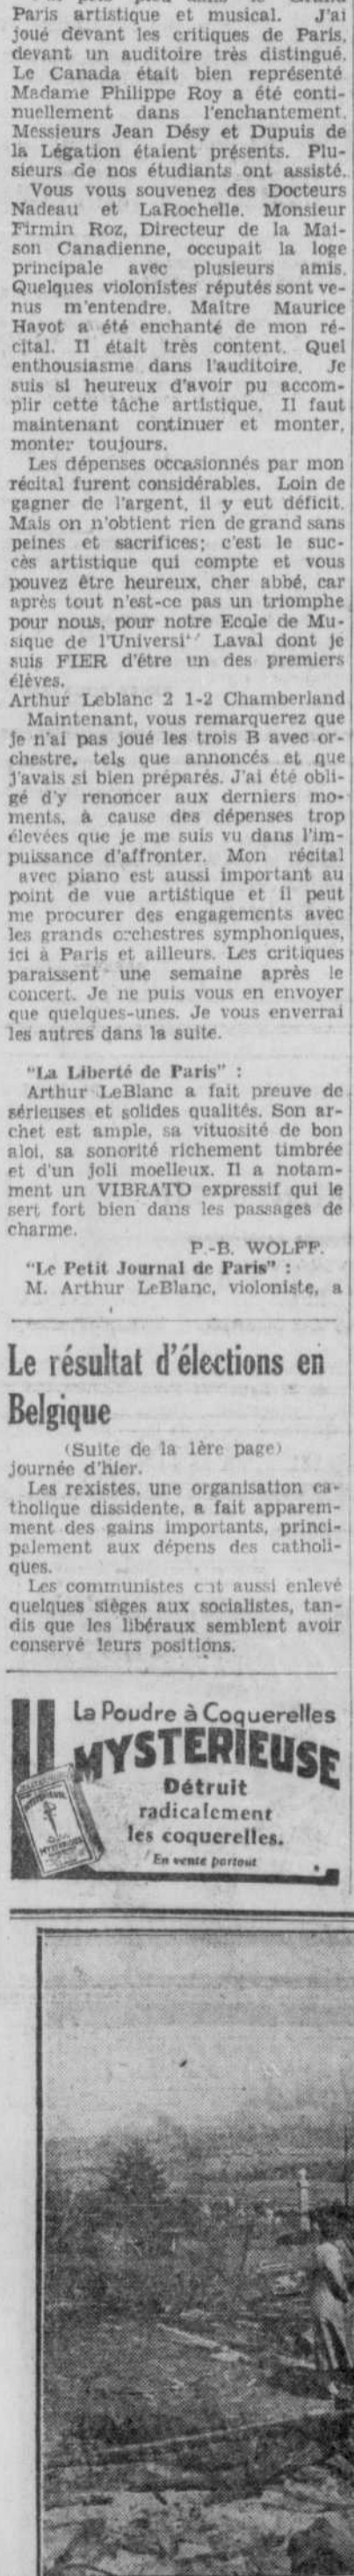 Paris artistique et musical. J'ai
joué devant les critiques de Paris,
devant un auditoire très distingué.
Le Canada était bien représenté
Madame Philippe Roy a été conti-
nuellement dans l'enchantement.
Messieurs Jean Désy et Dupuis de
la Légation étaient présents. Plu-
sieurs de nos étudiants ont assisté.
Vous vous souvenez des Docteurs
Nadeau et LaRochelle. Monsieur
Firmin Roz, Directeur de la Mai-
son Canadienne, occupait la loge
principale avec plusieurs amis.
Quelques violonistes réputés sont ve-
nus m'entendre. Maître Maurice
Hayot a été enchanté de mon ré-
cital. Il était très content. Quel
enthousiasme dans l'auditoire. Je
suis si heureux d'avoir pu accom-
plir cette tâche artistique. Il faut
maintenant continuer et monter,
monter toujours.
Les dépenses occasionnés par mon
récital furent considérables. Loin de
gagner de l'argent, il y eut déficit.
Mais on n'obtient rien de grand sans
peines et sacrifices; c'est le suc-
cès artistique qui compte et vous
pouvez être heureux, cher abbé, car
après tout n'est-ce pas un triomphe
pour nous, pour notre Ecole de Mu-
sique de l'Universi Laval dont je
suis FIER d'être un des premiers
élèves.
Arthur Leblanc 2 1-2 Chamberland
Maintenant, vous remarquerez que
je n'ai pas joué les trois B avec or-
chestre, tels que annoncés et que
j'avais si bien préparés. J'ai été obli-
gé d'y renoncer aux derniers mo-
ments, à cause des dépenses trop
élevées que je me suis vu dans l'im-
puissance d'affronter. Mon récital
avec piano est aussi important au
point de vue artistique et il peut
me procurer des engagements avec
les grands orchestres symphoniques,
ici à Paris et ailleurs. Les critiques
paraissent une semaine après le
concert. Je ne puis vous en envoyer
que quelques-unes. Je vous enverrai
les autres dans la suite.
"La Liberté de Paris" :
Arthur LeBlanc a fait preuve de
sérieuses et solides qualités. Son ar-
chet est ample, sa vituosité de bon
aloi, sa sonorité richement timbrée
et d'un joli moelleux. Il a notam-
ment un VIBRATO expressif qui le
sert fort bien dans les passages de
charme.
P.-B. WOLFF.
"Le Petit Journal de Paris" :
M. Arthur LeBlanc, violoniste, a
Le résultat d'élections en
Belgique
(Suite de la 1ère page)
journée d'hier.
Les rexistes, une organisation ca-
tholique dissidente, a fait apparem-
ment des gains importants, princi-
palement aux dépens des catholi-
ques.
Les communistes ont aussi enlevé
quelques sièges aux socialistes, tan-
dis que les libéraux semblent avoir
conservé leurs positions.
La Poudre à Coquerelles
MYSTERIEUSE
Détruit
radicalement
les coquerelles.
En vente partout